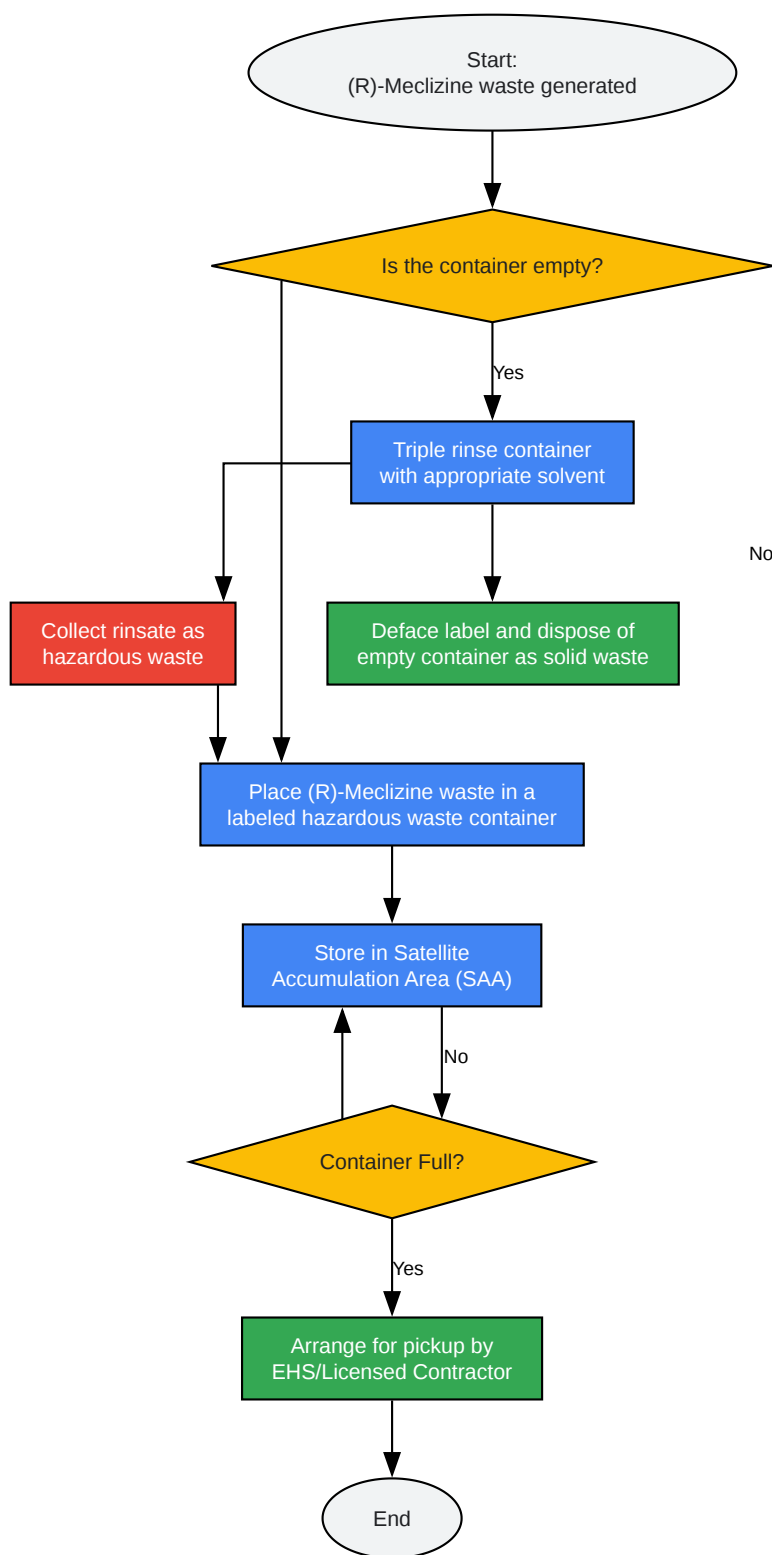 Start:
(R)-Meclizine waste generated
Is the container empty?
Yes
Triple rinse container
with appropriate solvent
No
Collect rinsate as
hazardous waste
Deface label and dispose of
empty container as solid waste
Place (R)-Meclizine waste in a
labeled hazardous waste container
Store in Satellite
Accumulation Area (SAA)
No
Container Full?
Yes
Arrange for pickup by
EHS/Licensed Contractor
End